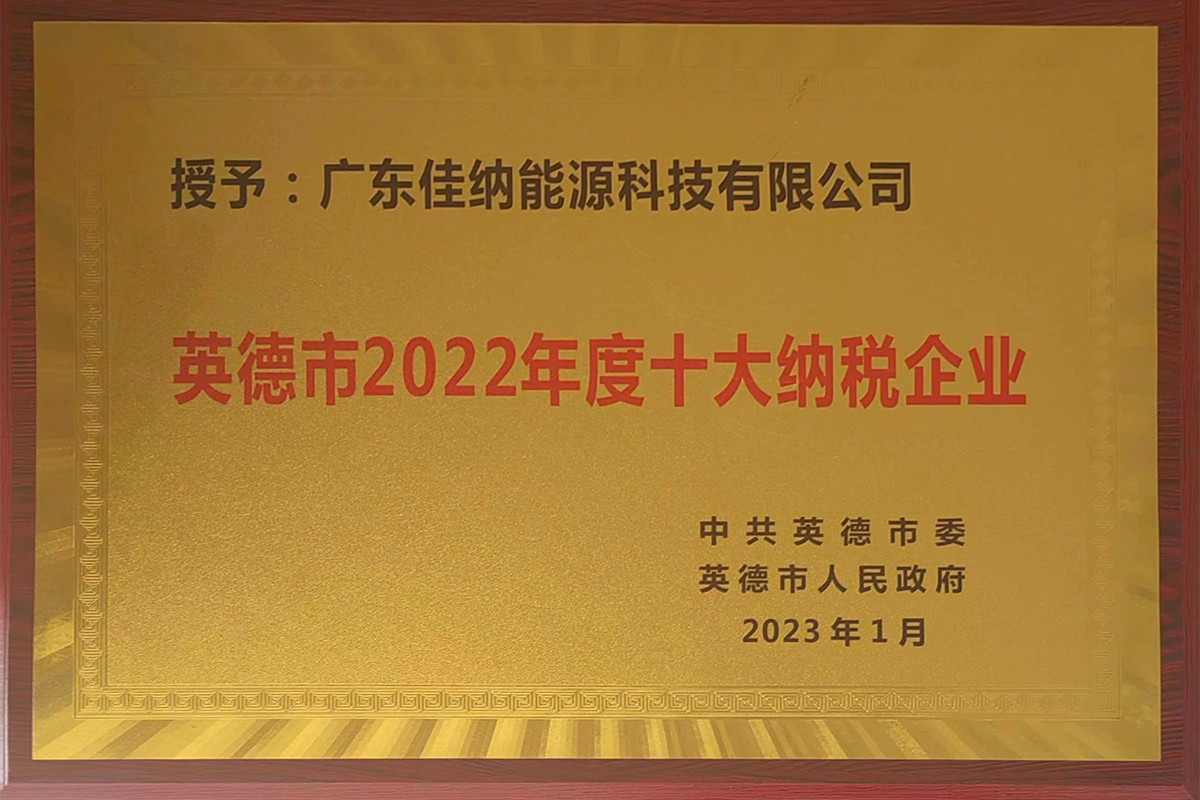 授予：广东佳纳能源科技有限公司
英德市2022年度十大纳税企业
中共英德市委
英德市人民政府
2023年1月